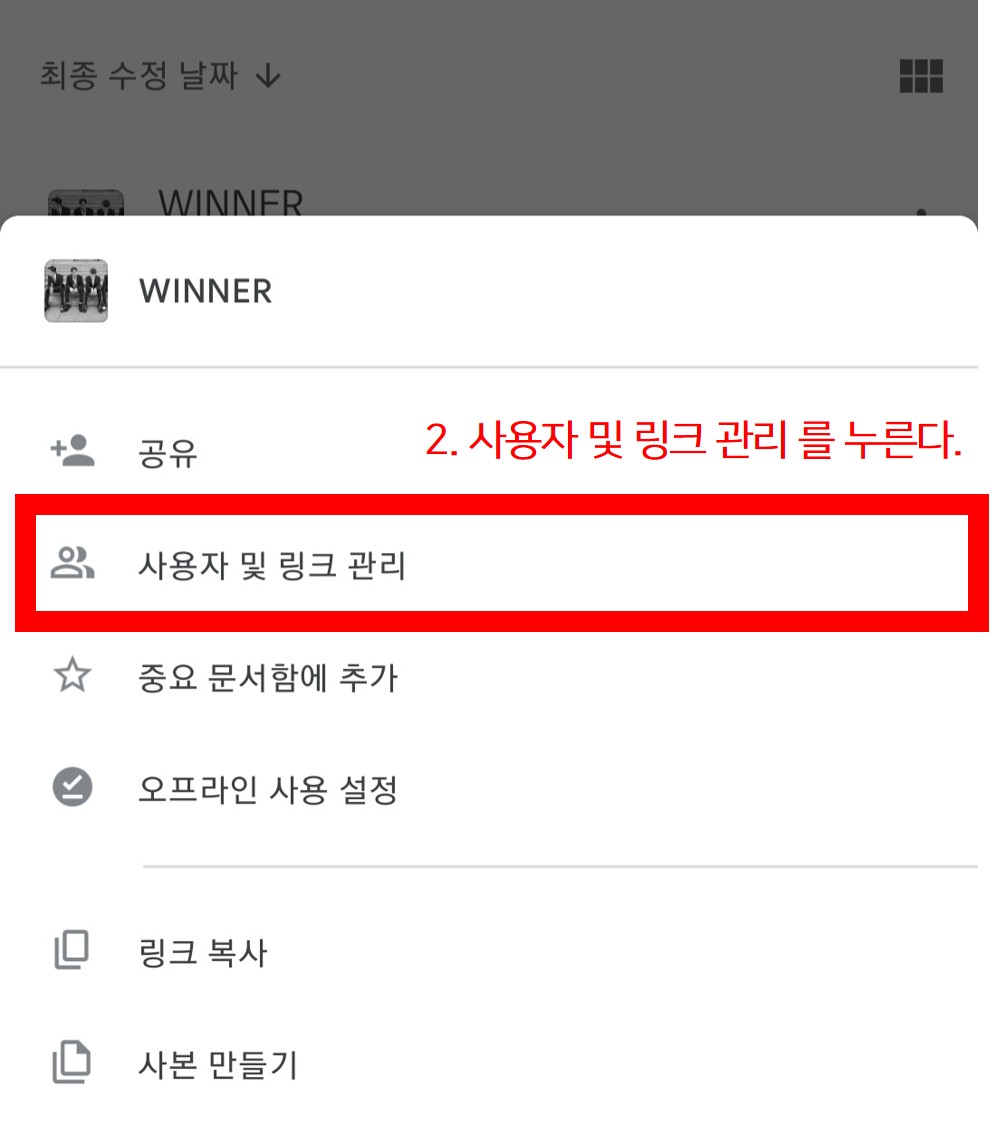 최종 수정 날짜
WINNER
WINNER
공유
2. 사용자 및 링크 관리 를 누른다.
사용자 및 링크 관리
중요 문서함에 추가
오프라인 사용 설정
링크 복사
사본 만들기